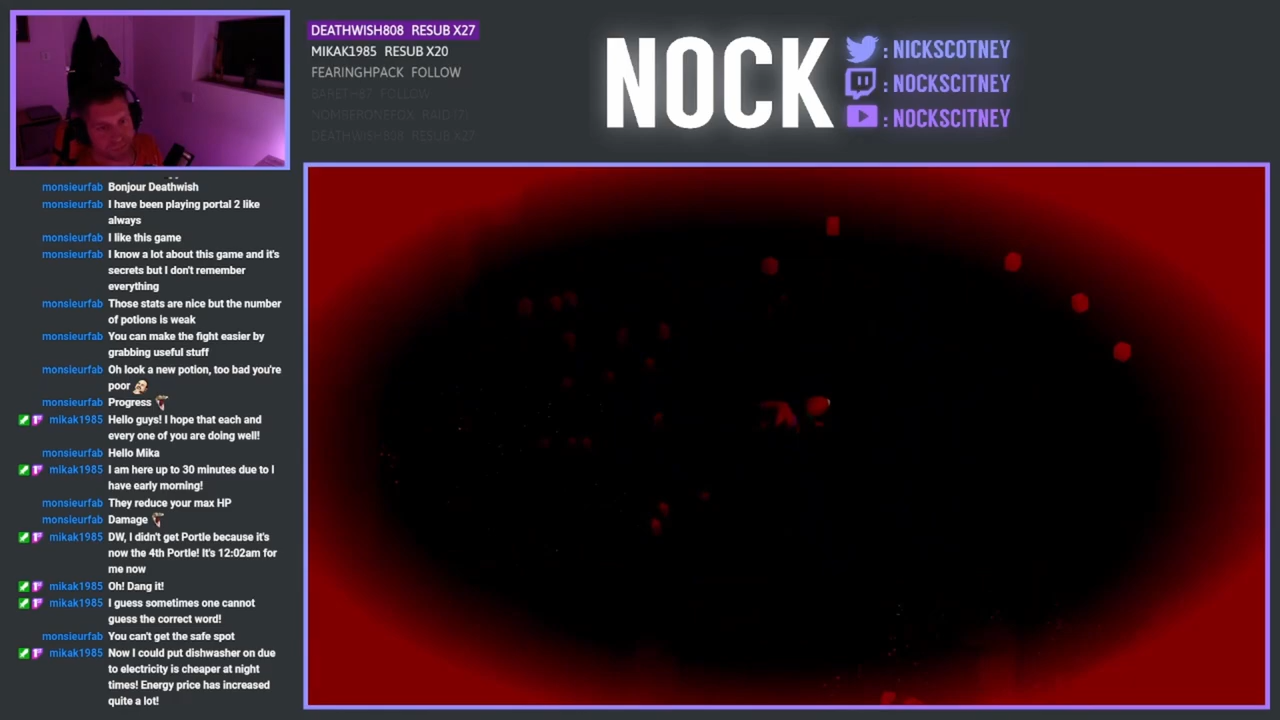 DEATHWISH808 RESUB X27
MIKAK1985 RESUB X20
FEARINGHPACK FOLLOW
BARETH87 FOLLOW
NOMBERONEFOX RAID
DEATHWISH808 RESUB X27
NOCK
: NICKSCOTNEY
: NOCKSCITNEY
: NOCKSCITNEY
monsieurfab Bonjour Deathwish
monsieurfab I have been playing portal 2 like
always
monsieurfab I like this game
monsieurfab I know a lot about this game and it's
secrets but I don't remember
everything
monsieurfab Those stats are nice but the number
of potions is weak
monsieurfab You can make the fight easier by
grabbing useful stuff
monsieurfab Oh look a new potion, too bad you're
poor
monsieurfab Progress
mikak1985 Hello guys! I hope that each and
every one of you are doing well!
monsieurfab Hello Mika
mikak1985 I am here up to 30 minutes due to I
have early morning!
monsieurfab They reduce your max HP
monsieurfab Damage
mikak1985 DW, I didn't get Portle because it's
now the 4th Portle! It's 12:02am for
me now
mikak1985 Oh! Dang it!
mikak1985 I guess sometimes one cannot
guess the correct word!
monsieurfab You can't get the safe spot
mikak1985 Now I could put dishwasher on due
to electricity is cheaper at night
times! Energy price has increased
quite a lot!